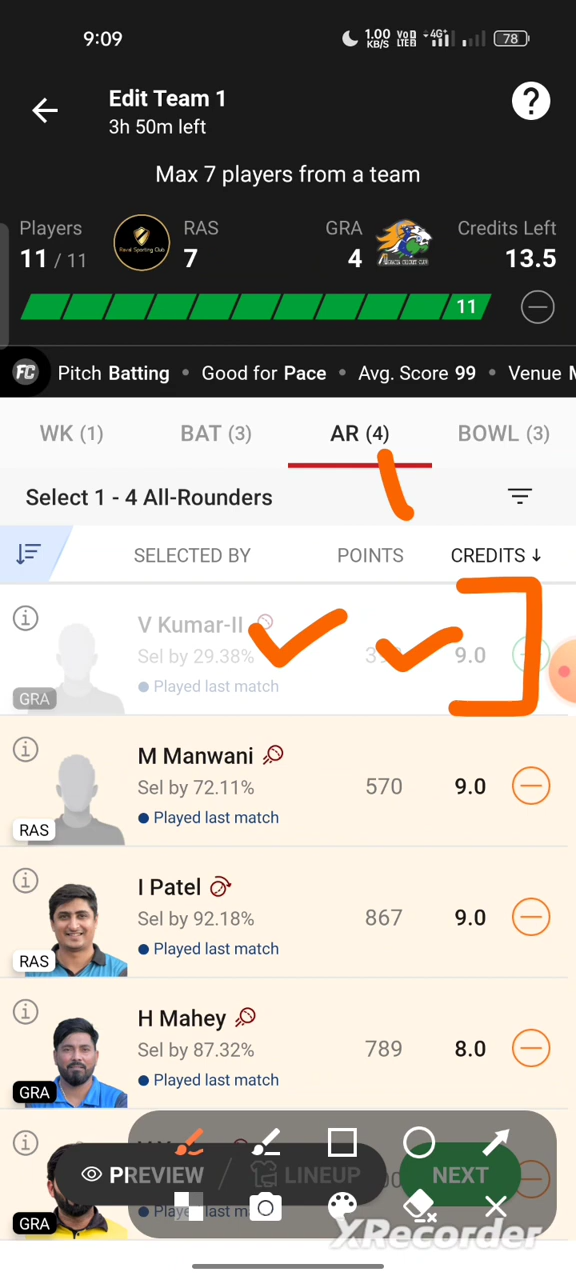 9:09 1.00 KB/S VoD LTE 4G+ 78
Edit Team 1
3h 50m left
?
Max 7 players from a team
Players RAS GRA Credits Left
11 / 11 7 4 13.5
11
FC Pitch Batting • Good for Pace • Avg. Score 99 • Venue M
WK (1) BAT (3) AR (4) BOWL (3)
Select 1 - 4 All-Rounders
SELECTED BY POINTS CREDITS ↓
V Kumar-II
Sel by 29.38% 9.0
Played last match
GRA
M Manwani
Sel by 72.11% 570 9.0
Played last match
RAS
I Patel
Sel by 92.18% 867 9.0
Played last match
RAS
H Mahey
Sel by 87.32% 789 8.0
Played last match
GRA
PREVIEW LINEUP NEXT
Played last m
GRA
XRecorder